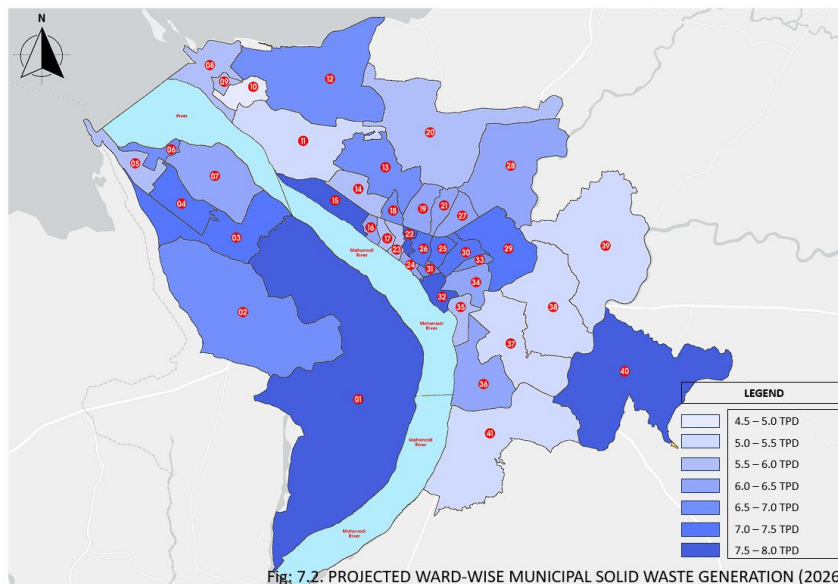 N
08
09
10
12
River
11
20
06
05
13
28
07
14
04
15
18
19
21
27
16
03
17
22
39
Mahanadi
River
23
26
25
30
29
33
24
31
34
32
38
02
35
Mahanadi
River
37
36
40
01
LEGEND
4.5 – 5.0 TPD
41
5.0 – 5.5 TPD
Mahanadi
River
5.5 – 6.0 TPD
6.0 – 6.5 TPD
6.5 – 7.0 TPD
Mahanadi
River
7.0 – 7.5 TPD
7.5 – 8.0 TPD
Fig: 7.2. PROJECTED WARD-WISE MUNICIPAL SOLID WASTE GENERATION (2026